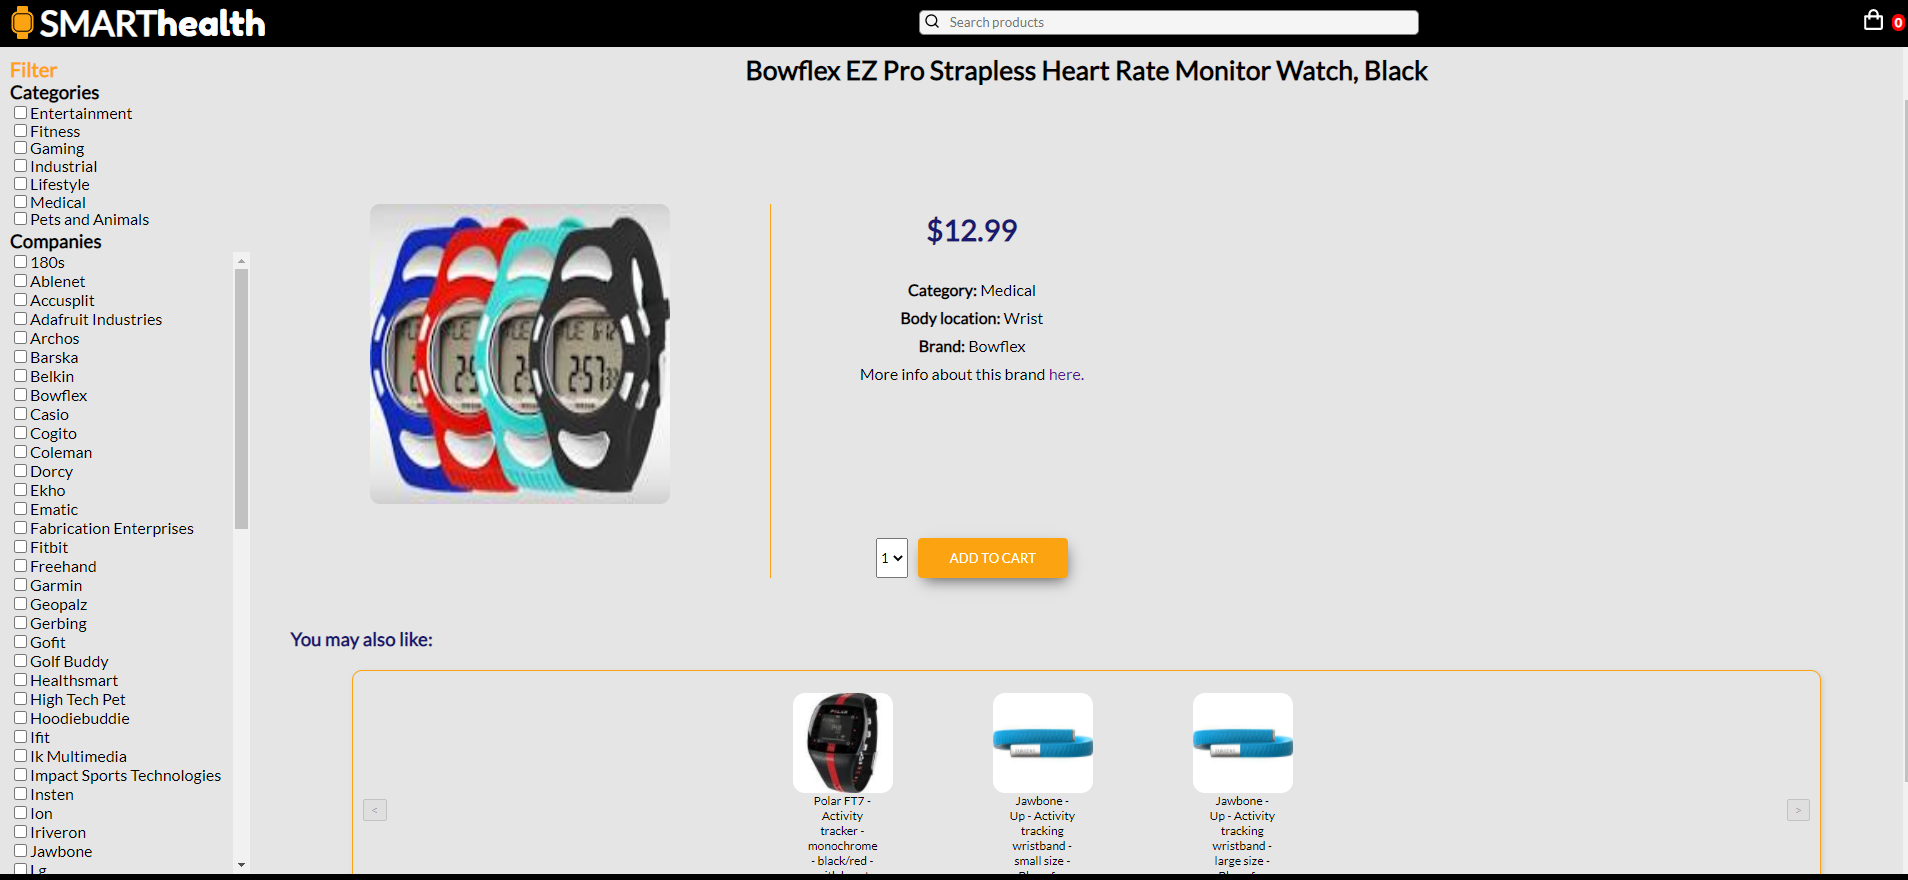 SMARThealth
Search products
0
Filter
Categories
Entertainment
Fitness
Gaming
Industrial
Lifestyle
Medical
Pets and Animals
Companies
180s
Ablenet
Accusplit
Adafruit Industries
Archos
Barska
Belkin
Bowflex
Casio
Cogito
Coleman
Dorcy
Ekho
Ematic
Fabrication Enterprises
Fitbit
Freehand
Garmin
Geopalz
Gerbing
Gofit
Golf Buddy
Healthsmart
High Tech Pet
Hoodiebuddie
Ifit
Ik Multimedia
Impact Sports Technologies
Insten
Ion
Iriveron
Jawbone
Lg
Bowflex EZ Pro Strapless Heart Rate Monitor Watch, Black
2:57
$12.99
Category: Medical
Body location: Wrist
Brand: Bowflex
More info about this brand here.
1
ADD TO CART
You may also like:
<
POLAR
Polar FT7 -
Activity
tracker -
monochrome
- black/red -
Jawbone -
Up - Activity
tracking
wristband -
small size -
Jawbone -
Up - Activity
tracking
wristband -
large size -
>